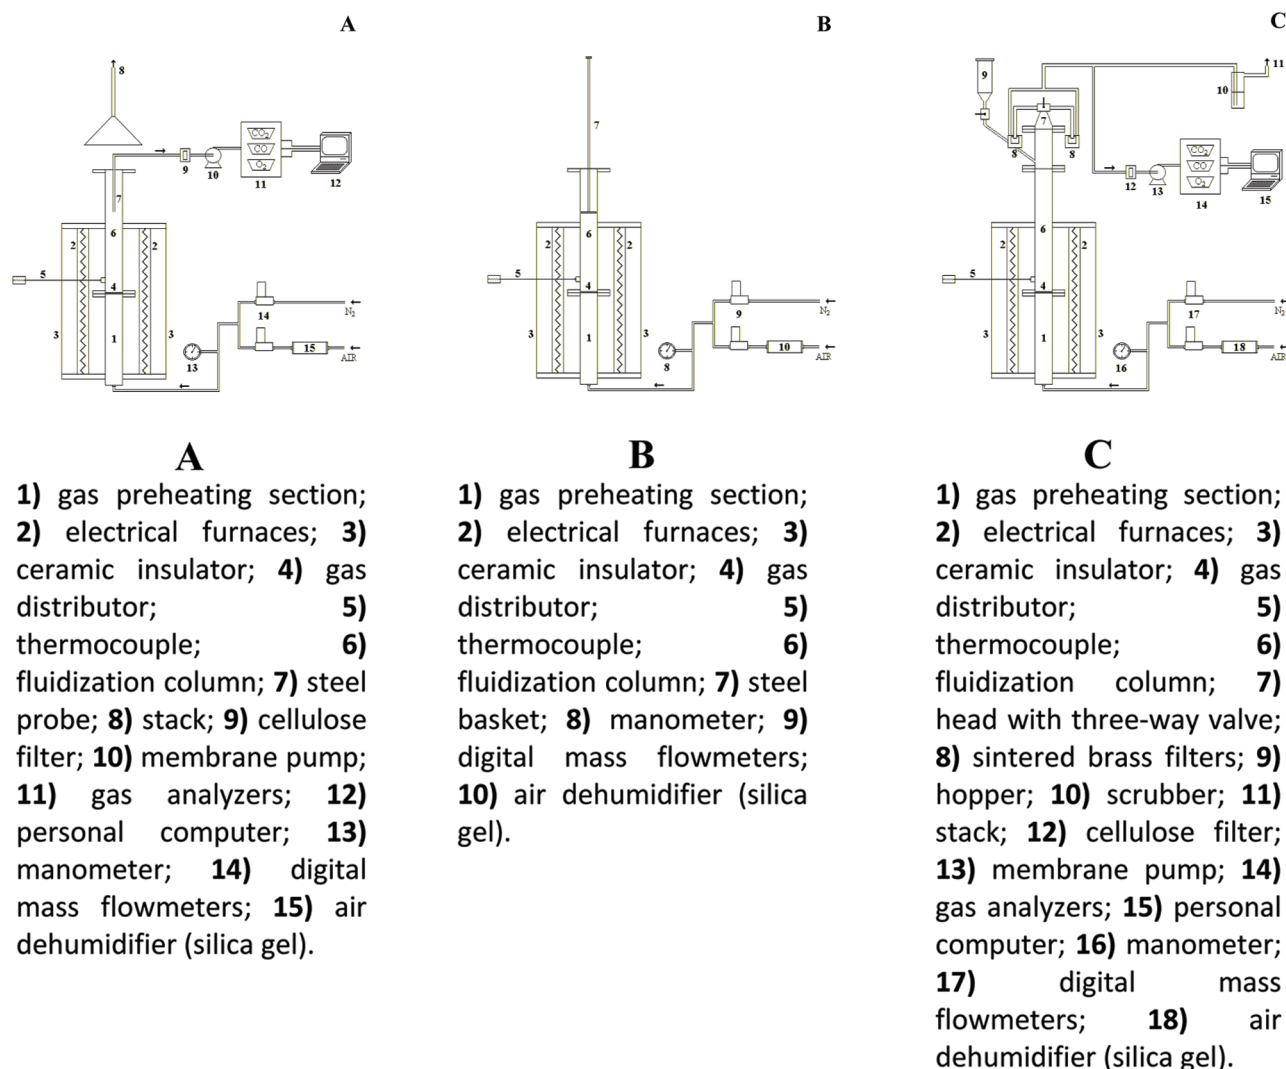 A
8
7
9
10
CO2
CO
O2
11
12
6
2
2
5
4
3
3
1
14
N2
13
15
AIR
B
7
6
2
2
5
4
3
3
1
9
N2
8
10
AIR
C
9
7
8
8
10
11
12
13
CO2
CO
O2
14
15
6
2
2
5
4
3
3
1
17
N2
16
18
AIR
A
1) gas preheating section;
2) electrical furnaces; 3)
ceramic insulator; 4) gas
distributor; 5)
thermocouple; 6)
fluidization column; 7) steel
probe; 8) stack; 9) cellulose
filter; 10) membrane pump;
11) gas analyzers; 12)
personal computer; 13)
manometer; 14) digital
mass flowmeters; 15) air
dehumidifier (silica gel).
B
1) gas preheating section;
2) electrical furnaces; 3)
ceramic insulator; 4) gas
distributor; 5)
thermocouple; 6)
fluidization column; 7) steel
basket; 8) manometer; 9)
digital mass flowmeters;
10) air dehumidifier (silica
gel).
C
1) gas preheating section;
2) electrical furnaces; 3)
ceramic insulator; 4) gas
distributor; 5)
thermocouple; 6)
fluidization column; 7)
head with three-way valve;
8) sintered brass filters; 9)
hopper; 10) scrubber; 11)
stack; 12) cellulose filter;
13) membrane pump; 14)
gas analyzers; 15) personal
computer; 16) manometer;
17) digital mass
flowmeters; 18) air
dehumidifier (silica gel).